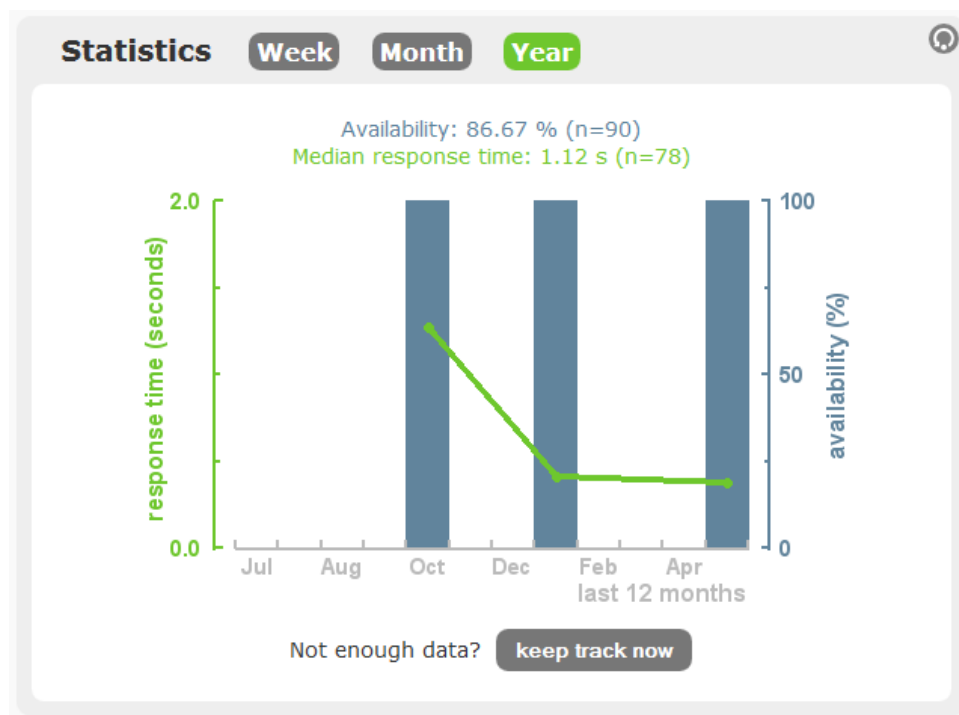 Statistics Week Month Year
Availability: 86.67 % (n=90)
Median response time: 1.12 s (n=78)
2.0
0.0
response time (seconds)
100
50
0
availability (%)
Jul Aug Oct Dec Feb Apr
last 12 months
Not enough data? keep track now